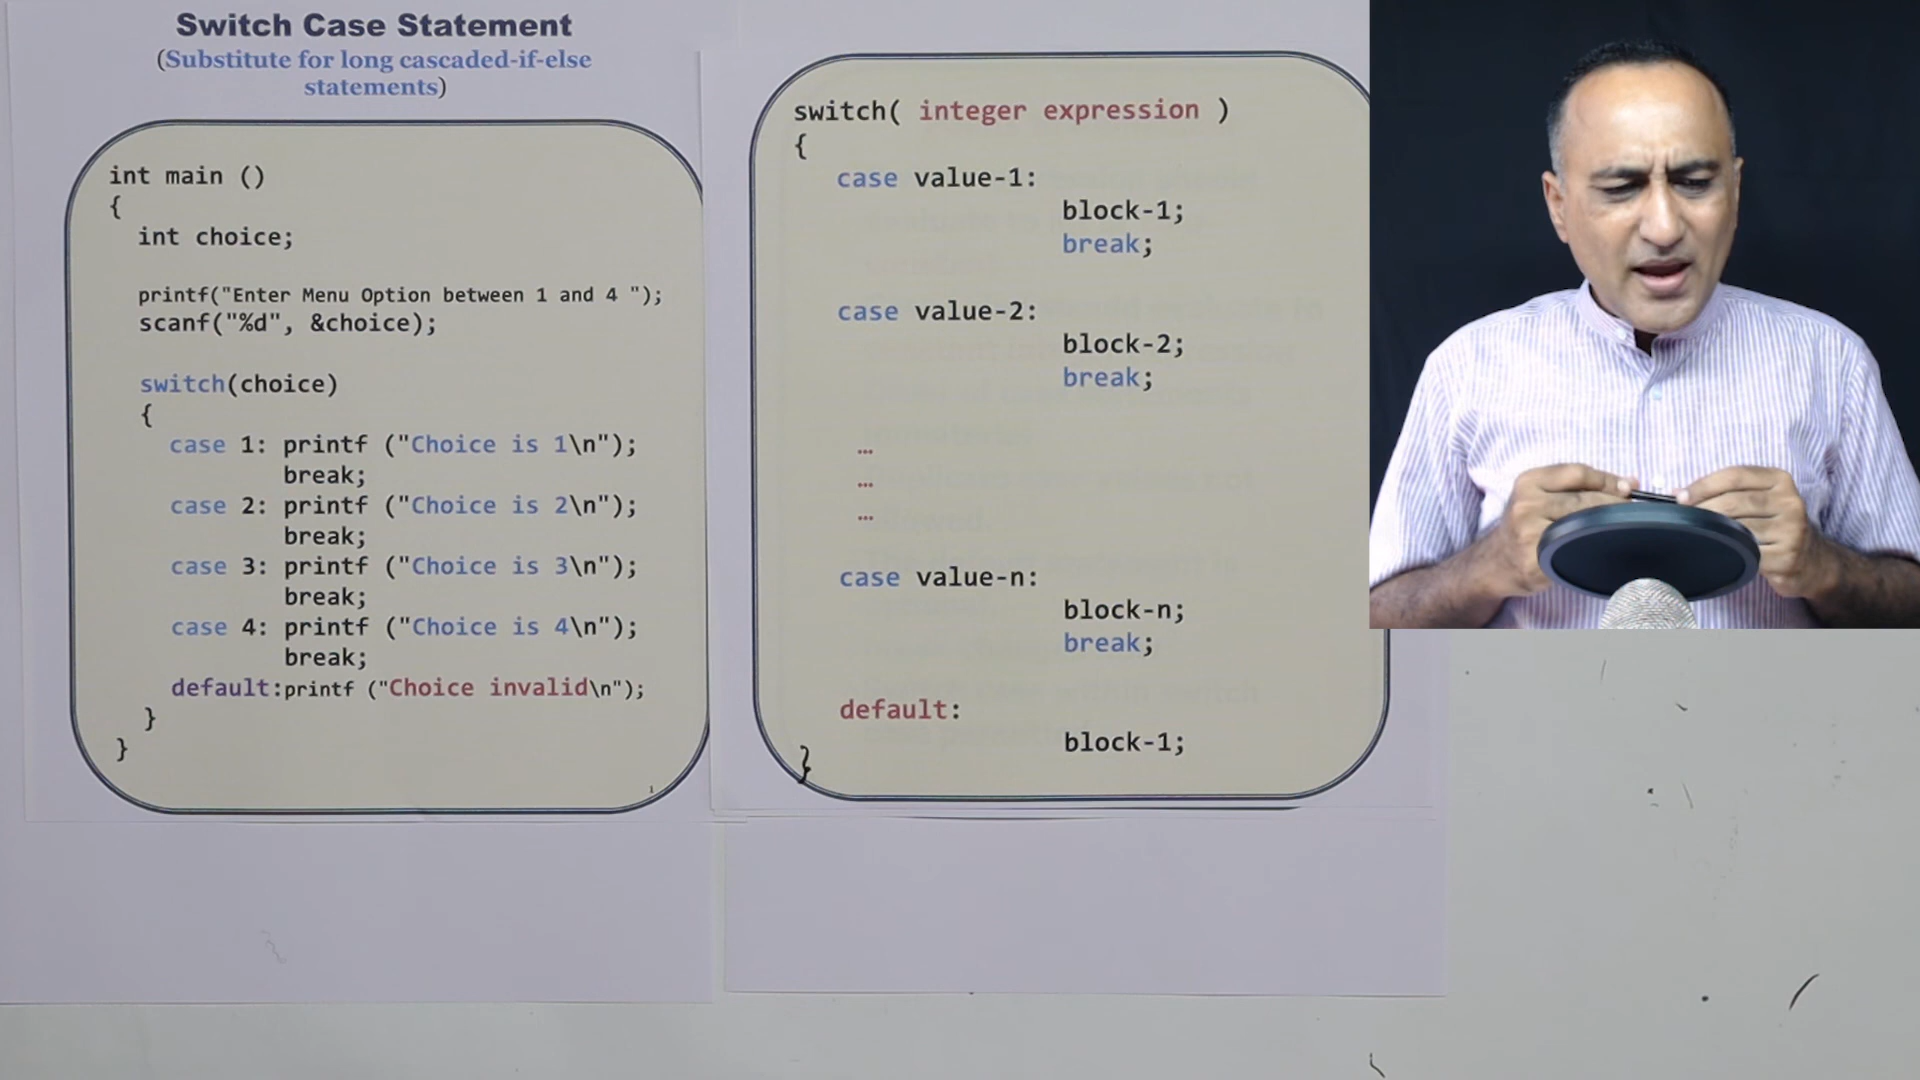 Switch Case Statement
(Substitute for long cascaded-if-else
statements)
int main ()
{
int choice;
printf("Enter Menu Option between 1 and 4 ");
scanf("%d", &choice);
switch(choice)
{
case 1: printf ("Choice is 1\n");
break;
case 2: printf ("Choice is 2\n");
break;
case 3: printf ("Choice is 3\n");
break;
case 4: printf ("Choice is 4\n");
break;
default:printf ("Choice invalid\n");
}
}
1
switch( integer expression )
{
case value-1:
block-1;
break;
case value-2:
block-2;
break;
…
…
…
case value-n:
block-n;
break;
default:
block-1;
}